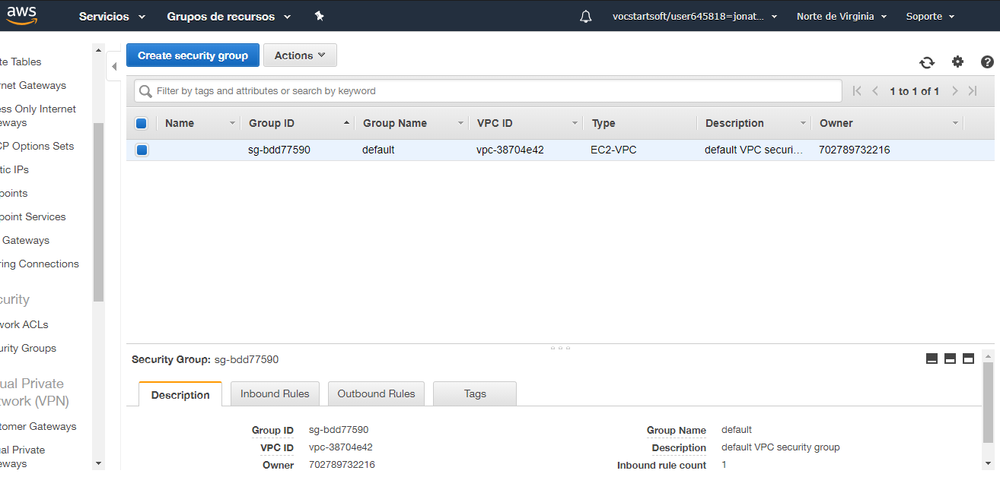 aws Servicios Grupos de recursos vocstartsoft/user645818=jonat... Norte de Virginia Soporte
Create security group Actions
Filter by tags and attributes or search by keyword 1 to 1 of 1
Name Group ID Group Name VPC ID Type Description Owner
sg-bdd77590 default vpc-38704e42 EC2-VPC default VPC securi... 702789732216
te Tables
rnet Gateways
ess Only Internet
eways
CP Options Sets
tic IPs
points
point Services
Gateways
ring Connections
curity
work ACLs
urity Groups
ual Private
twork (VPN)
tomer Gateways
ual Private
eways
Security Group: sg-bdd77590
Description Inbound Rules Outbound Rules Tags
Group ID sg-bdd77590 Group Name default
VPC ID vpc-38704e42 Description default VPC security group
Owner 702789732216 Inbound rule count 1